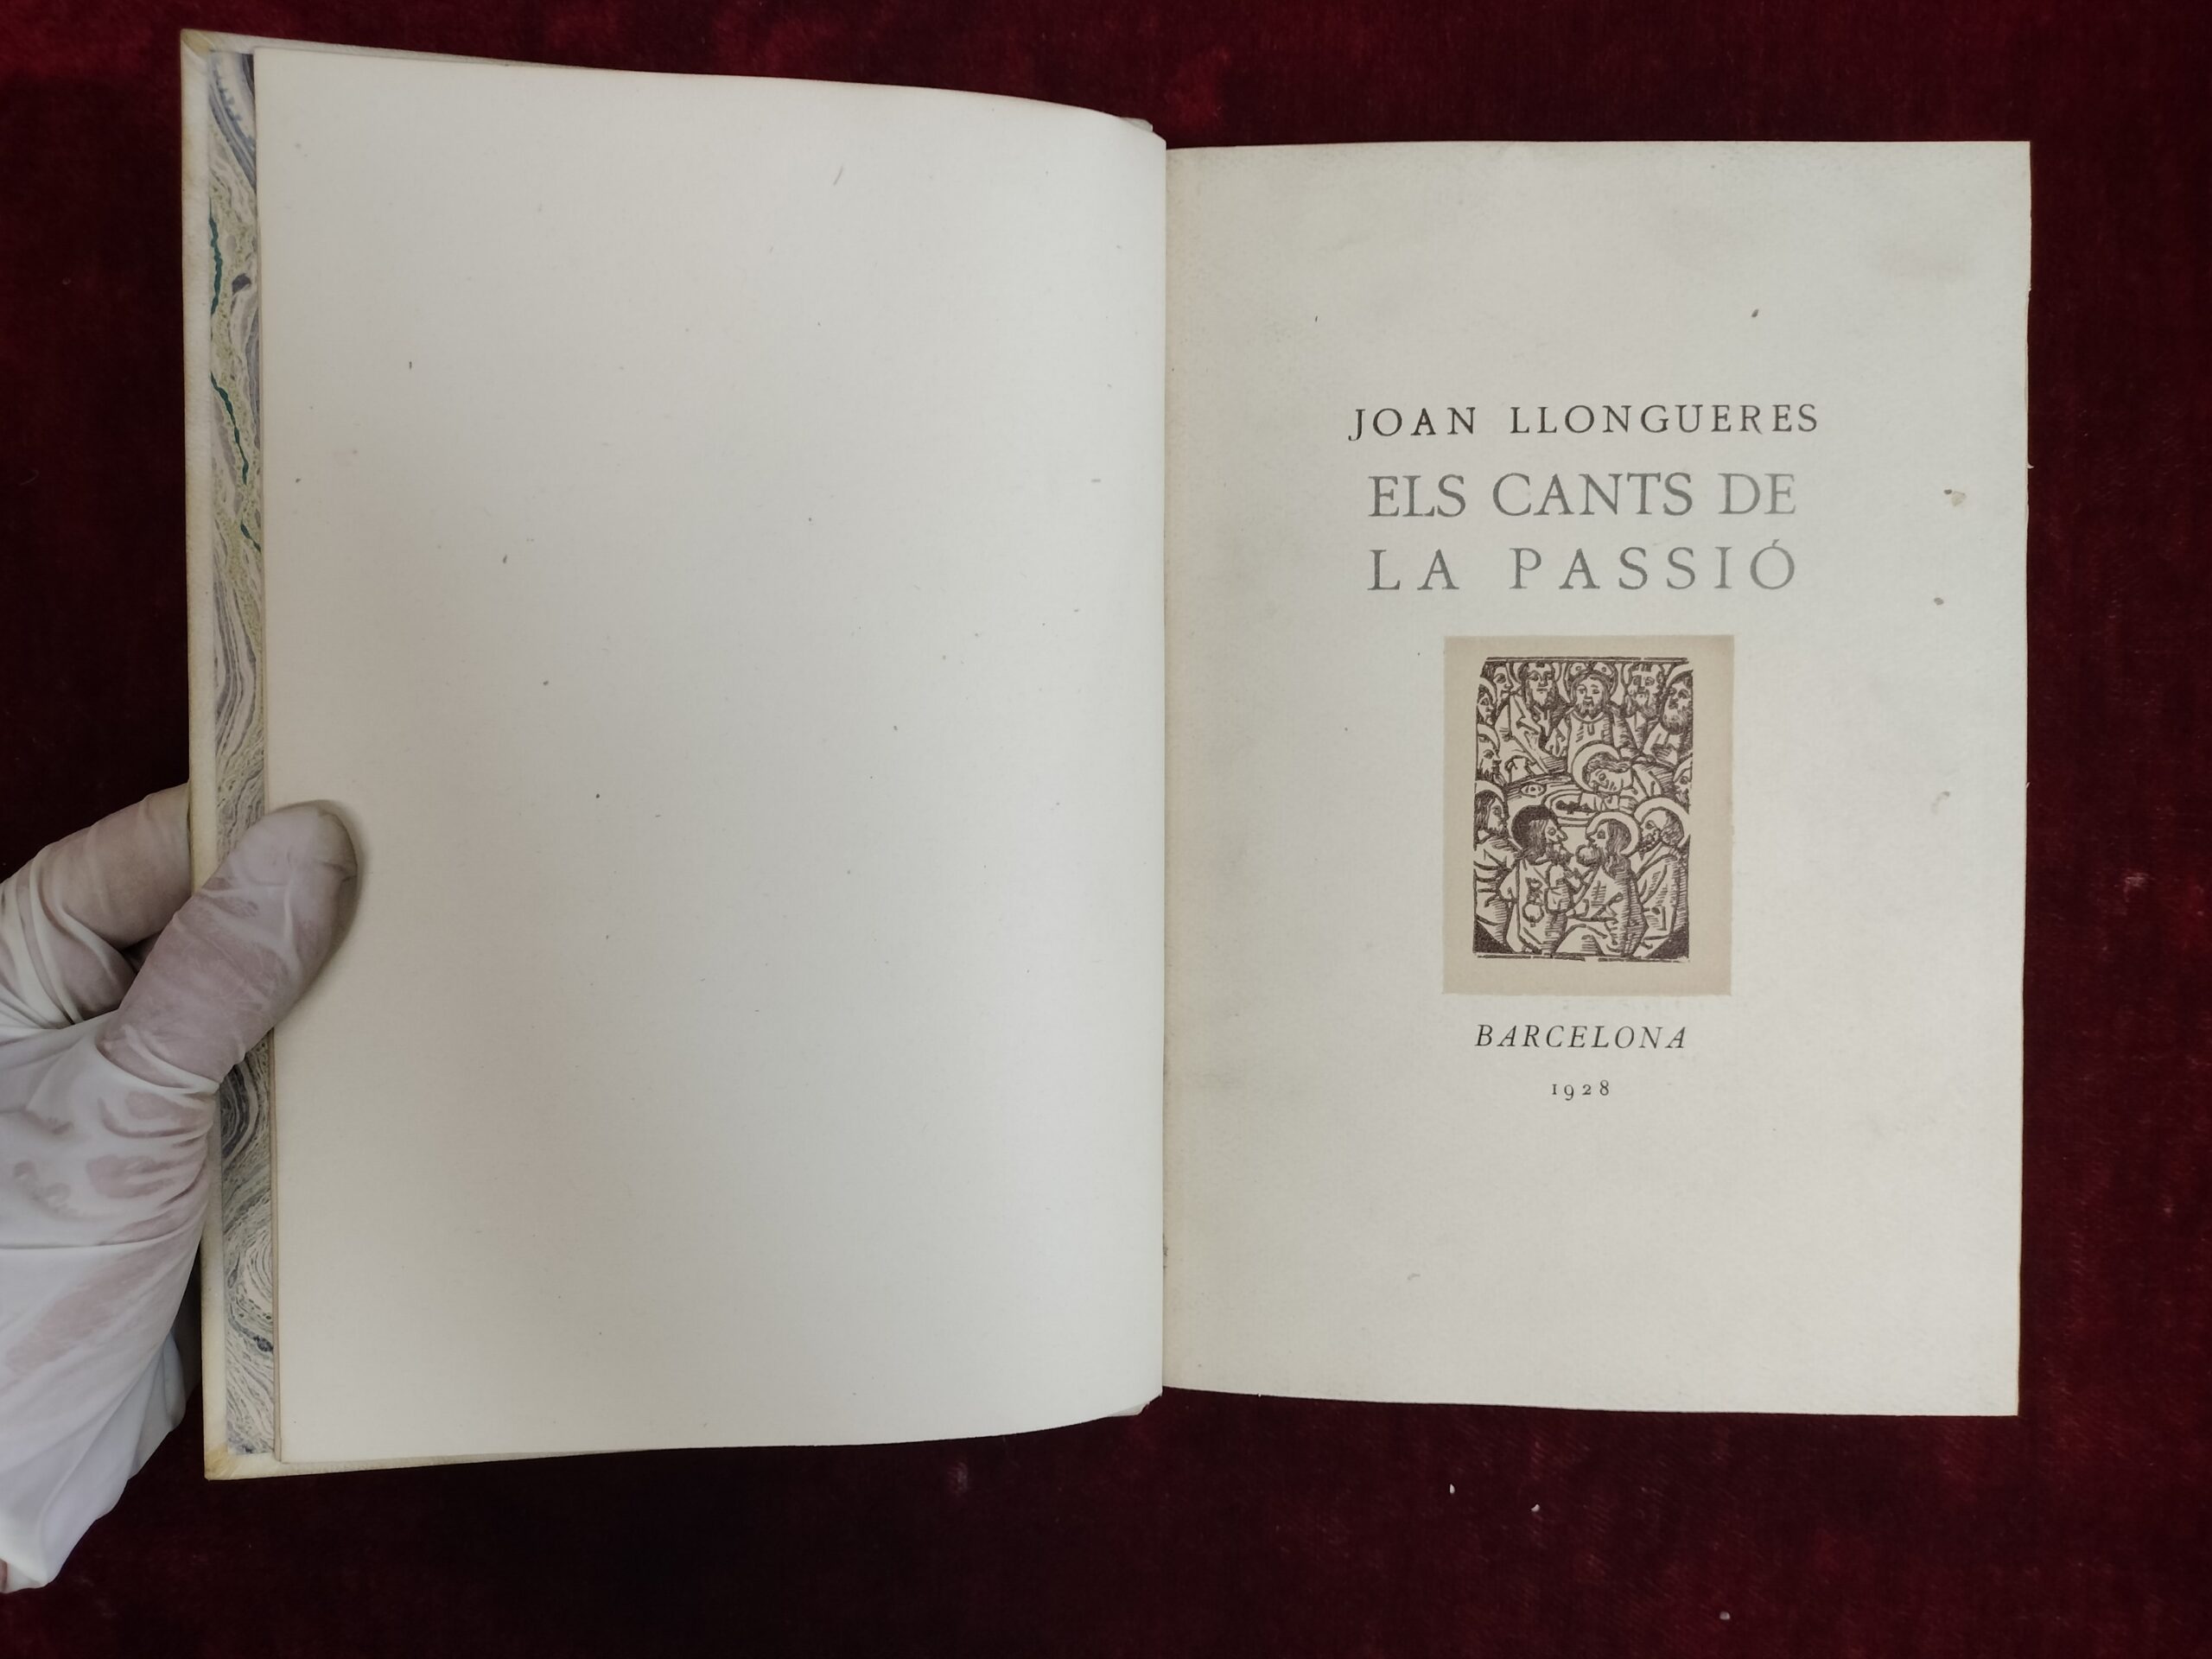 JOAN LLONGUERES
ELS CANTS DE
LA PASSIÓ
BARCELONA
1928